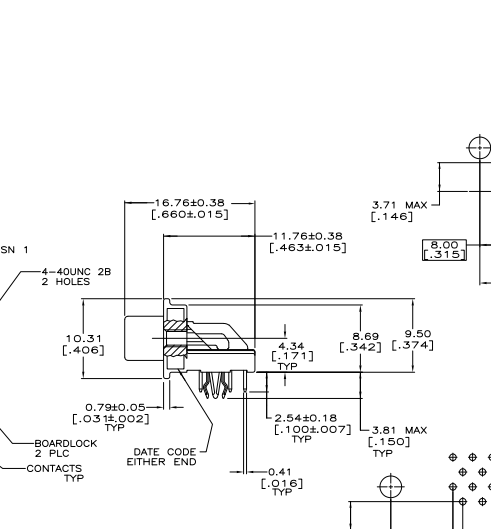 16.76±0.38
[.660±.015]
3.71 MAX
[.146]
11.76±0.38
[.463±.015]
8.00
[.315]
SN 1
4-40UNC 2B
2 HOLES
10.31
[.406]
4.34
[.171]
TYP
8.69
[.342]
9.50
[.374]
0.79±0.05
[.031±.002]
TYP
2.54±0.18
[.100±.007]
TYP
3.81 MAX
[.150]
TYP
BOARDLOCK
2 PLC
DATE CODE
EITHER END
CONTACTS
TYP
0.41
[.016]
TYP